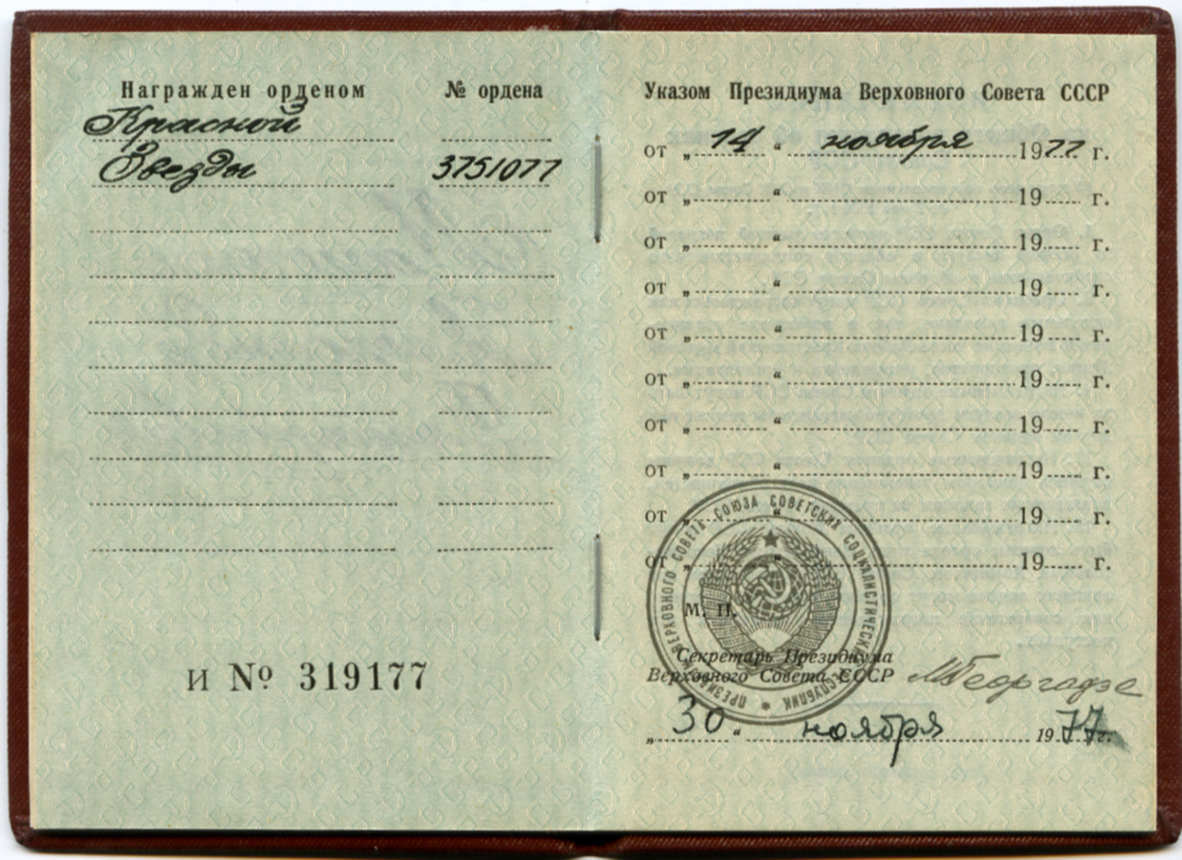 Награжден орденом
№ ордена
Красной
Звезды
3751077
И № 319177
Указом Президиума Верховного Совета СССР
от „ 14 “ ноября 1977 г.
от „ “ 19 г.
от „ “ 19 г.
от „ “ 19 г.
от „ “ 19 г.
от „ “ 19 г.
от „ “ 19 г.
от „ “ 19 г.
от „ “ 19 г.
от „ “ 19 г.
ПРЕЗИДИУМ ВЕРХОВНОГО СОВЕТА СОЮЗА СОВЕТСКИХ СОЦИАЛИСТИЧЕСКИХ РЕСПУБЛИК
М. П.
Секретарь Президиума
Верховного Совета СССР МГеоргадзе
„ 30 “ ноября 1977 г.